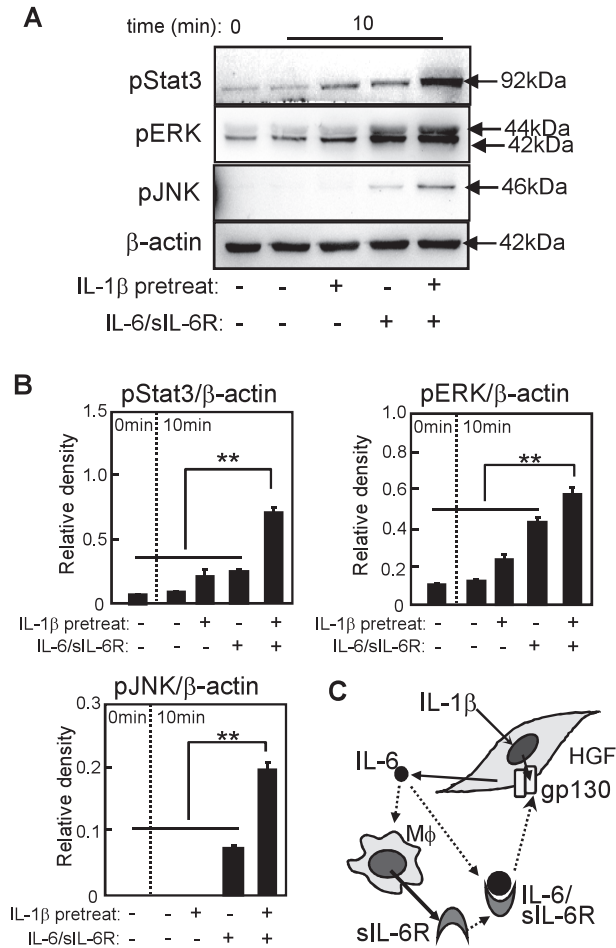 A
time (min): 0 10
pStat3 92kDa
pERK 44kDa
42kDa
pJNK 46kDa
β-actin 42kDa
IL-1β pretreat: - - + - +
IL-6/sIL-6R: - - - + +
B
pStat3/β-actin
Relative density
1.5
1.0
0.5
0
0min 10min
**
IL-1β pretreat: - - + - +
IL-6/sIL-6R: - - - + +
pERK/β-actin
Relative density
1.0
0.8
0.6
0.4
0.2
0
0min 10min
**
IL-1β pretreat: - - + - +
IL-6/sIL-6R: - - - + +
pJNK/β-actin
Relative density
0.3
0.2
0.1
0
0min 10min
**
IL-1β pretreat: - - + - +
IL-6/sIL-6R: - - - + +
C
IL-1β
HGF
IL-6
gp130
Mϕ
IL-6/
sIL-6R
sIL-6R